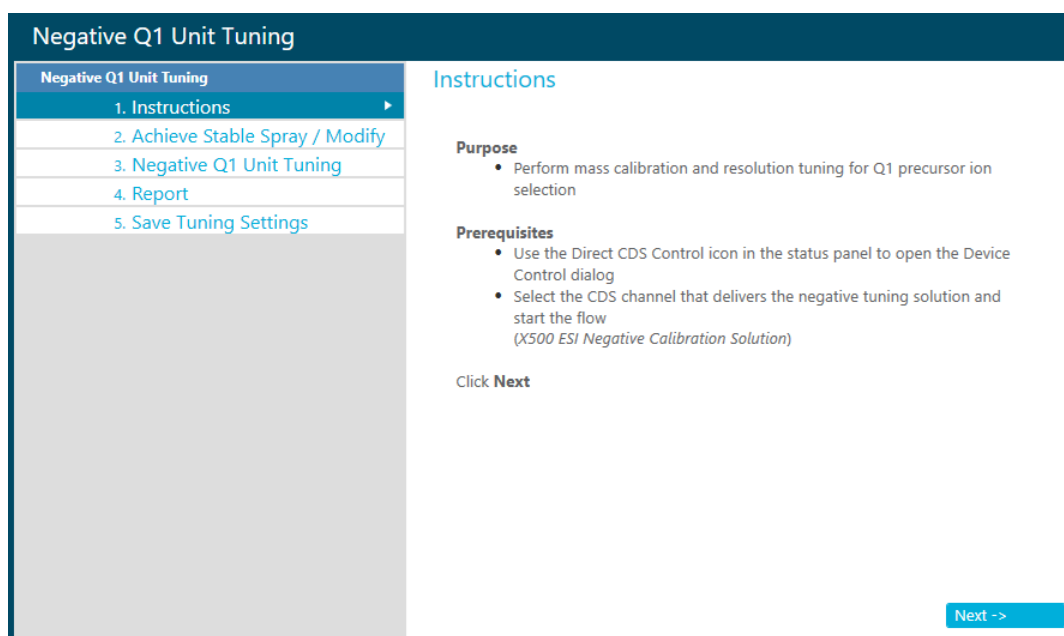 Negative Q1 Unit Tuning
Negative Q1 Unit Tuning
1. Instructions
2. Achieve Stable Spray / Modify
3. Negative Q1 Unit Tuning
4. Report
5. Save Tuning Settings
Instructions
Purpose
• Perform mass calibration and resolution tuning for Q1 precursor ion
selection
Prerequisites
• Use the Direct CDS Control icon in the status panel to open the Device
Control dialog
• Select the CDS channel that delivers the negative tuning solution and
start the flow
(X500 ESI Negative Calibration Solution)
Click Next
Next ->